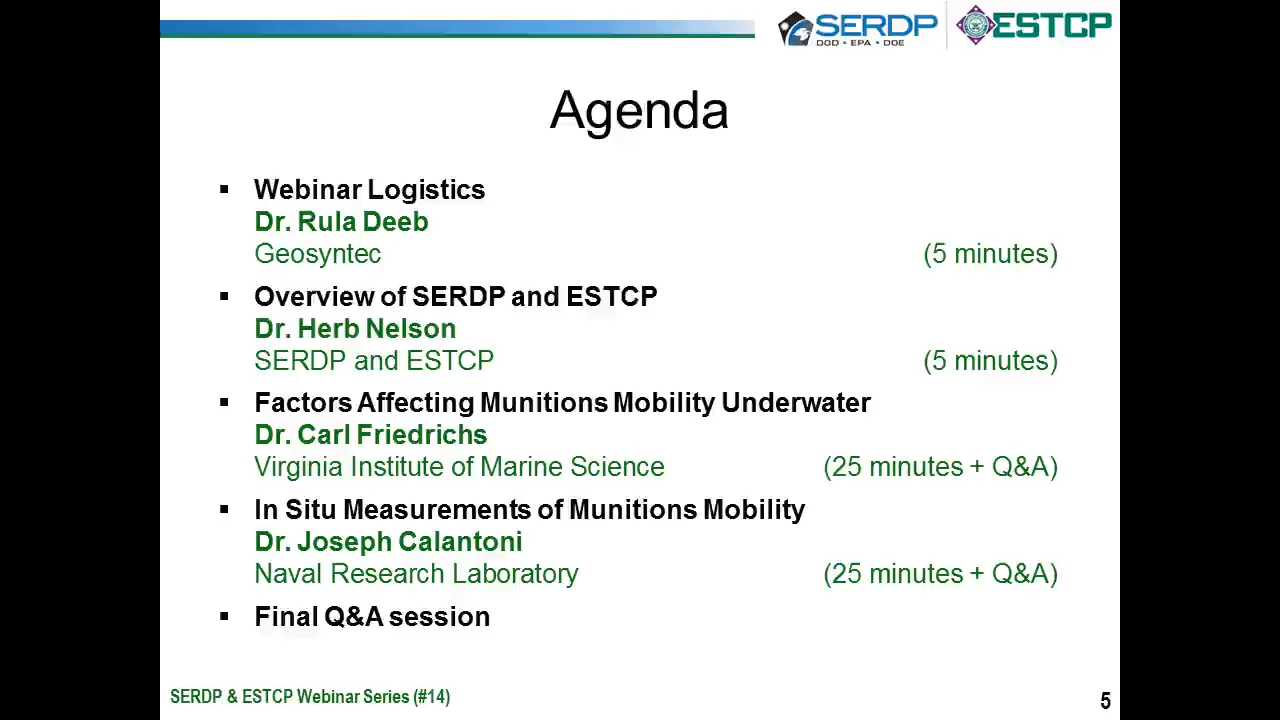 SERDP
DOD • EPA • DOE
ESTCP
Agenda
▪ Webinar Logistics
Dr. Rula Deeb
Geosyntec (5 minutes)
▪ Overview of SERDP and ESTCP
Dr. Herb Nelson
SERDP and ESTCP (5 minutes)
▪ Factors Affecting Munitions Mobility Underwater
Dr. Carl Friedrichs
Virginia Institute of Marine Science (25 minutes + Q&A)
▪ In Situ Measurements of Munitions Mobility
Dr. Joseph Calantoni
Naval Research Laboratory (25 minutes + Q&A)
▪ Final Q&A session
SERDP & ESTCP Webinar Series (#14)
5